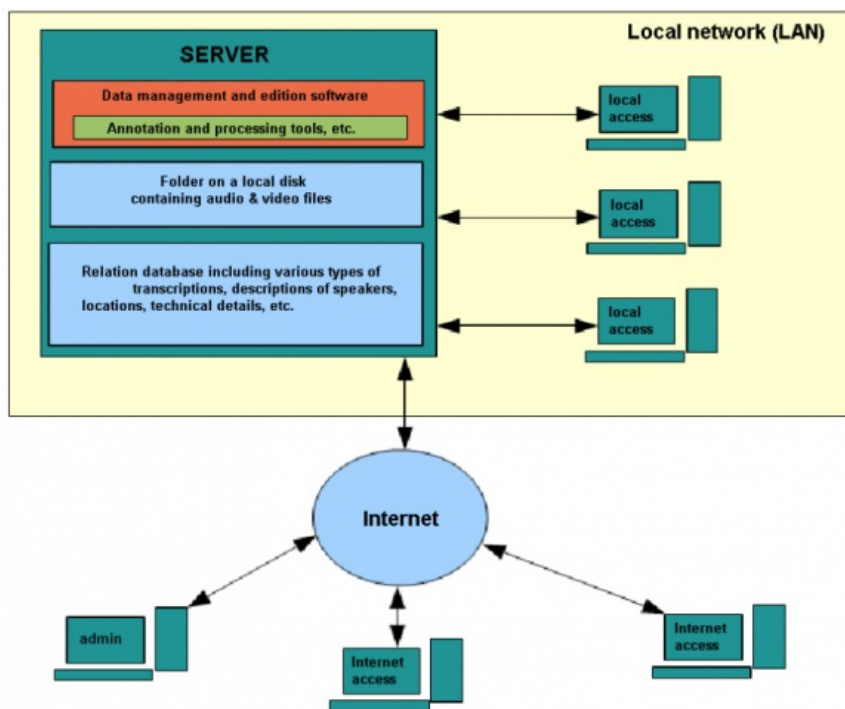 Local network (LAN)
SERVER
Data management and edition software
Annotation and processing tools, etc.
Folder on a local disk
containing audio & video files
Relation database including various types of
transcriptions, descriptions of speakers,
locations, technical details, etc.
local
access
local
access
local
access
Internet
admin
Internet
access
Internet
access